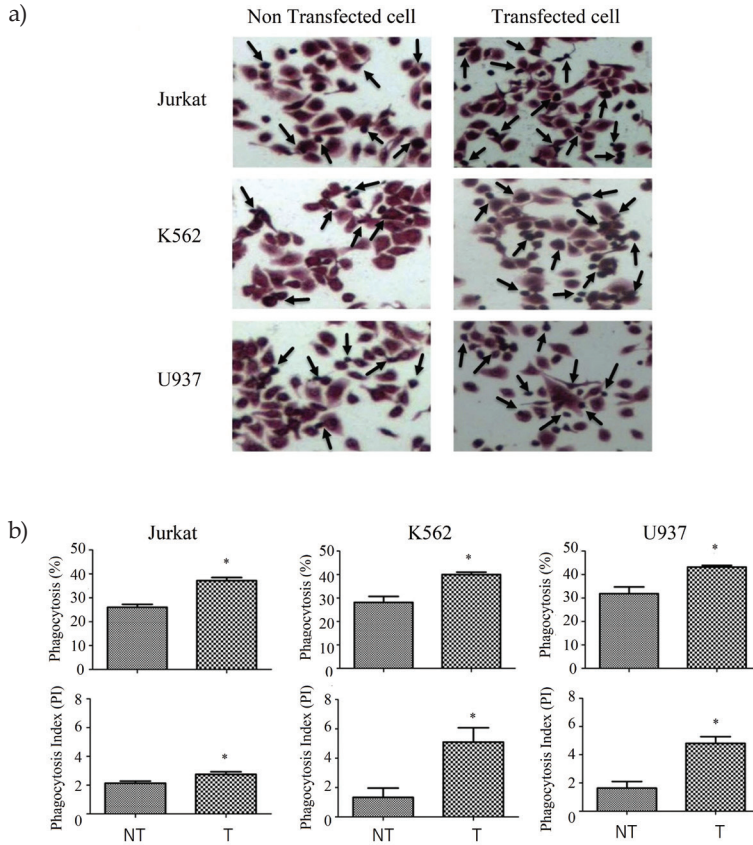 a)
Non Transfected cell
Transfected cell
Jurkat
K562
U937
b)
Jurkat
K562
U937
Phagocytosis (%)
50
40
30
20
10
0
*
Phagocytosis (%)
50
40
30
20
10
0
*
Phagocytosis (%)
50
40
30
20
10
0
*
Phagocytosis Index (PI)
8
6
4
2
0
*
NT
T
Phagocytosis Index (PI)
8
6
4
2
0
*
NT
T
Phagocytosis Index (PI)
8
6
4
2
0
*
NT
T